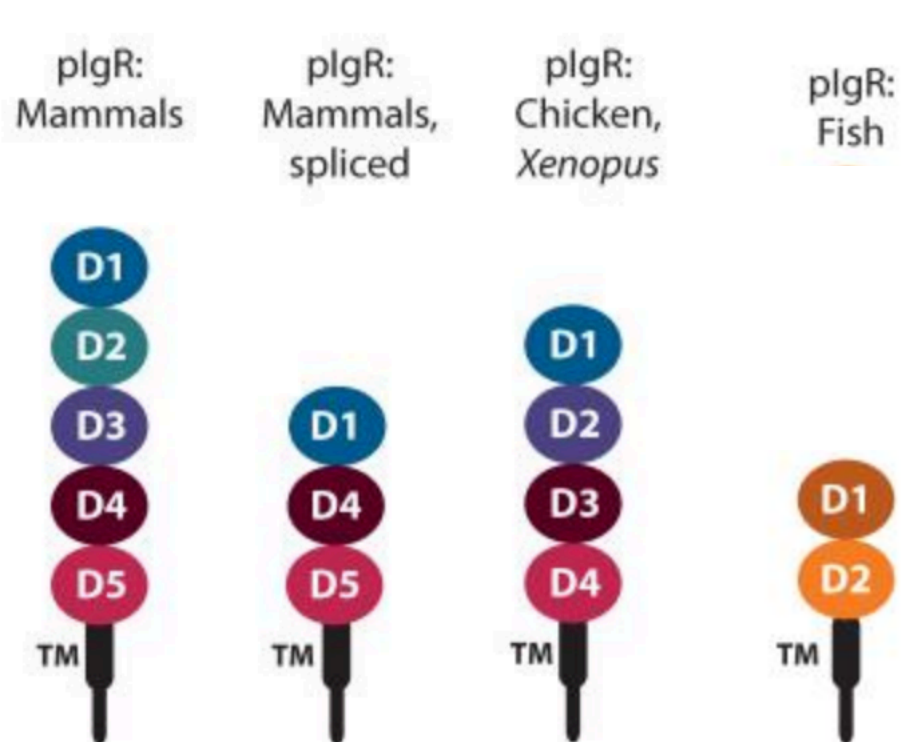 pIgR:
Mammals
pIgR:
Mammals,
spliced
pIgR:
Chicken,
Xenopus
pIgR:
Fish
D1
D2
D3
D4
D5
TM
D1
D4
D5
TM
D1
D2
D3
D4
TM
D1
D2
TM